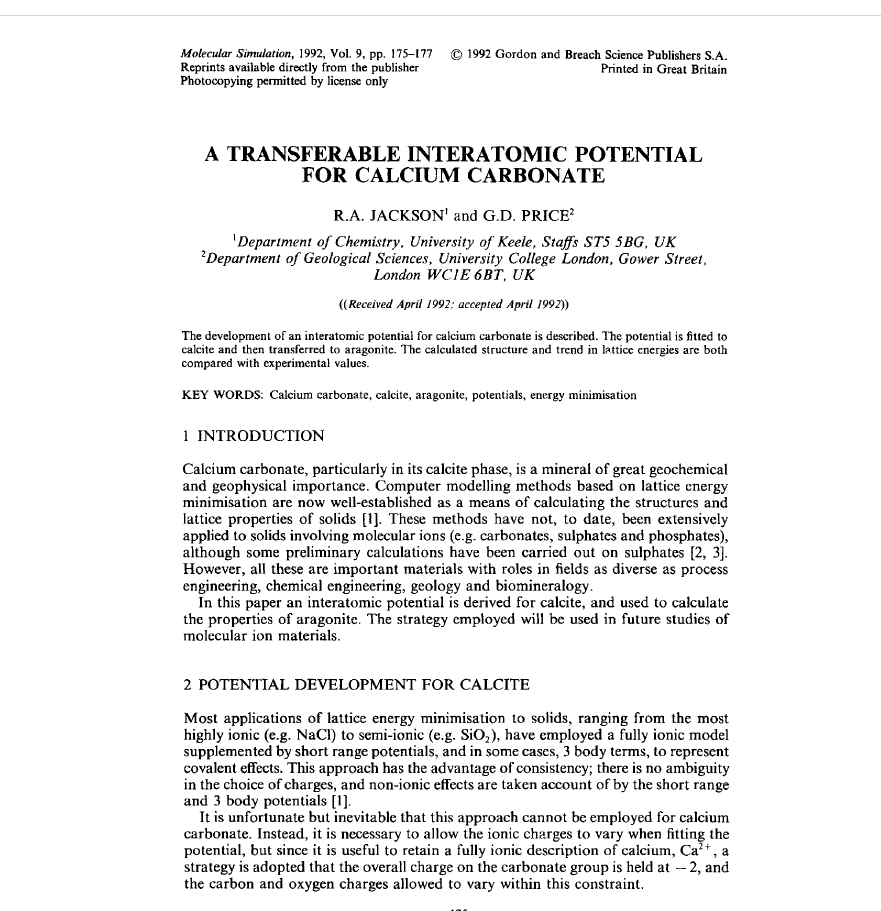 Molecular Simulation, 1992, Vol. 9, pp. 175–177 © 1992 Gordon and Breach Science Publishers S.A.
Reprints available directly from the publisher Printed in Great Britain
Photocopying permitted by license only
A TRANSFERABLE INTERATOMIC POTENTIAL
FOR CALCIUM CARBONATE
R.A. JACKSON¹ and G.D. PRICE²
¹Department of Chemistry, University of Keele, Staffs ST5 5BG, UK
²Department of Geological Sciences, University College London, Gower Street,
London WC1E 6BT, UK
((Received April 1992; accepted April 1992))
The development of an interatomic potential for calcium carbonate is described. The potential is fitted to
calcite and then transferred to aragonite. The calculated structure and trend in lattice energies are both
compared with experimental values.
KEY WORDS: Calcium carbonate, calcite, aragonite, potentials, energy minimisation
1 INTRODUCTION
Calcium carbonate, particularly in its calcite phase, is a mineral of great geochemical
and geophysical importance. Computer modelling methods based on lattice energy
minimisation are now well-established as a means of calculating the structures and
lattice properties of solids [1]. These methods have not, to date, been extensively
applied to solids involving molecular ions (e.g. carbonates, sulphates and phosphates),
although some preliminary calculations have been carried out on sulphates [2, 3].
However, all these are important materials with roles in fields as diverse as process
engineering, chemical engineering, geology and biomineralogy.
In this paper an interatomic potential is derived for calcite, and used to calculate
the properties of aragonite. The strategy employed will be used in future studies of
molecular ion materials.
2 POTENTIAL DEVELOPMENT FOR CALCITE
Most applications of lattice energy minimisation to solids, ranging from the most
highly ionic (e.g. NaCl) to semi-ionic (e.g. SiO₂), have employed a fully ionic model
supplemented by short range potentials, and in some cases, 3 body terms, to represent
covalent effects. This approach has the advantage of consistency; there is no ambiguity
in the choice of charges, and non-ionic effects are taken account of by the short range
and 3 body potentials [1].
It is unfortunate but inevitable that this approach cannot be employed for calcium
carbonate. Instead, it is necessary to allow the ionic charges to vary when fitting the
potential, but since it is useful to retain a fully ionic description of calcium, Ca²⁺, a
strategy is adopted that the overall charge on the carbonate group is held at −2, and
the carbon and oxygen charges allowed to vary within this constraint.